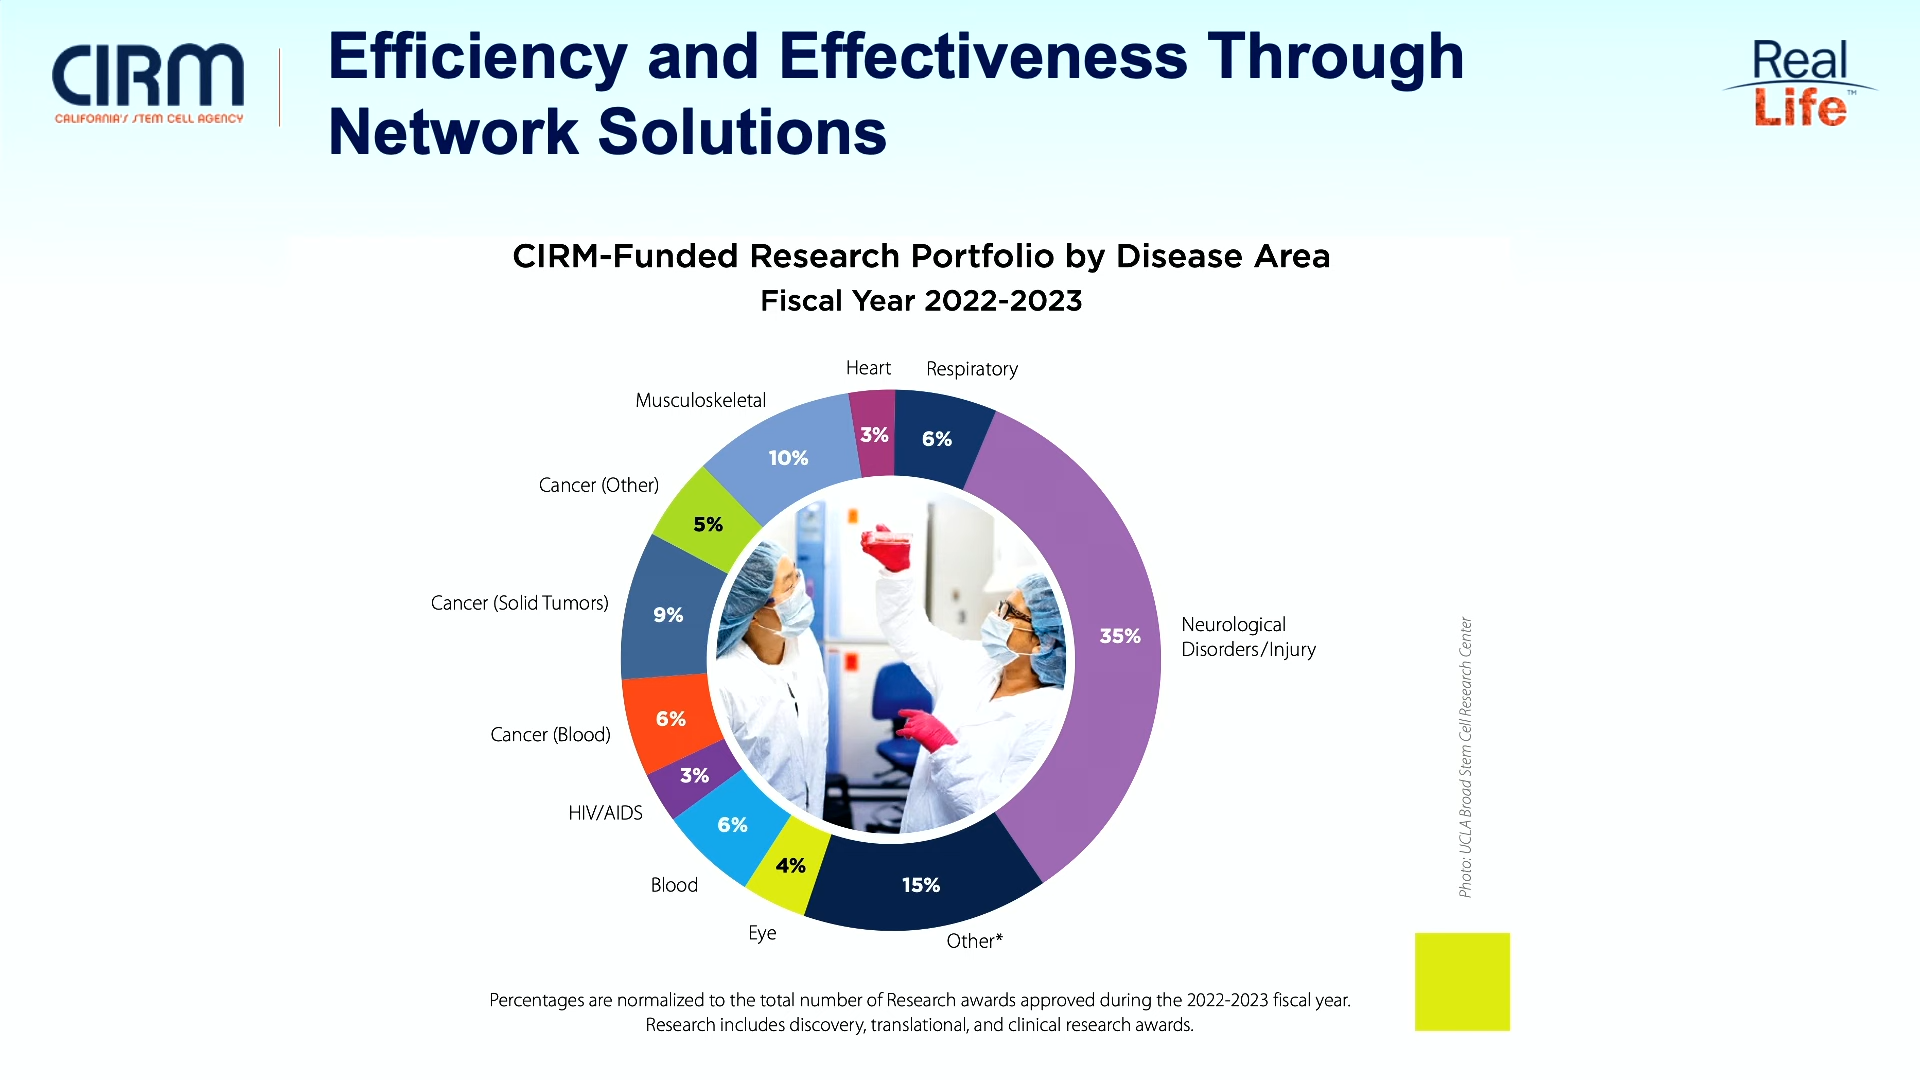 CIRM
CALIFORNIA'S STEM CELL AGENCY
Efficiency and Effectiveness Through
Network Solutions
Real
Life™
CIRM-Funded Research Portfolio by Disease Area
Fiscal Year 2022-2023
Heart
Respiratory
Musculoskeletal
3%
6%
10%
Cancer (Other)
5%
Cancer (Solid Tumors)
9%
35%
Neurological
Disorders/Injury
6%
Cancer (Blood)
3%
HIV/AIDS
6%
4%
15%
Blood
Eye
Other*
Photo: UCLA Broad Stem Cell Research Center
Percentages are normalized to the total number of Research awards approved during the 2022-2023 fiscal year.
Research includes discovery, translational, and clinical research awards.